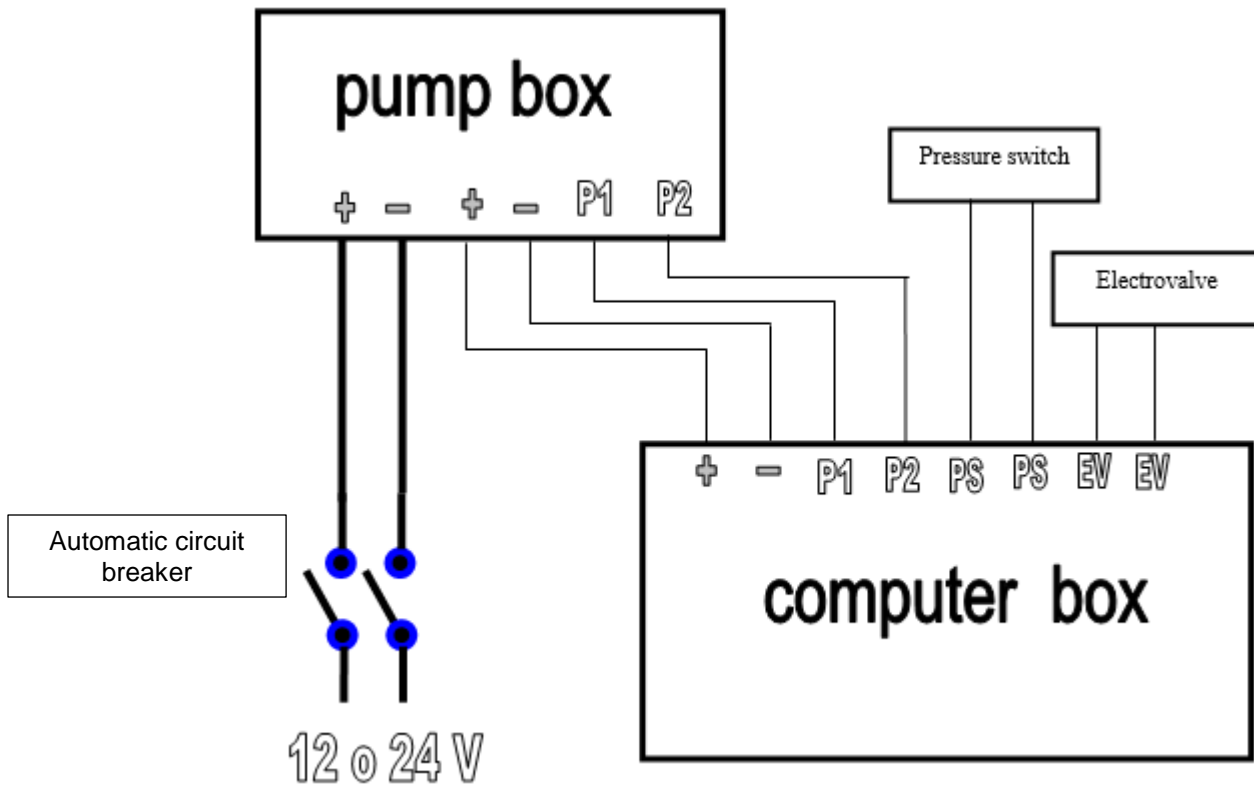 pump box
+ − + − P1 P2
Pressure switch
Electrovalve
+ − P1 P2 PS PS EV EV
Automatic circuit
breaker
computer box
12 o 24 V